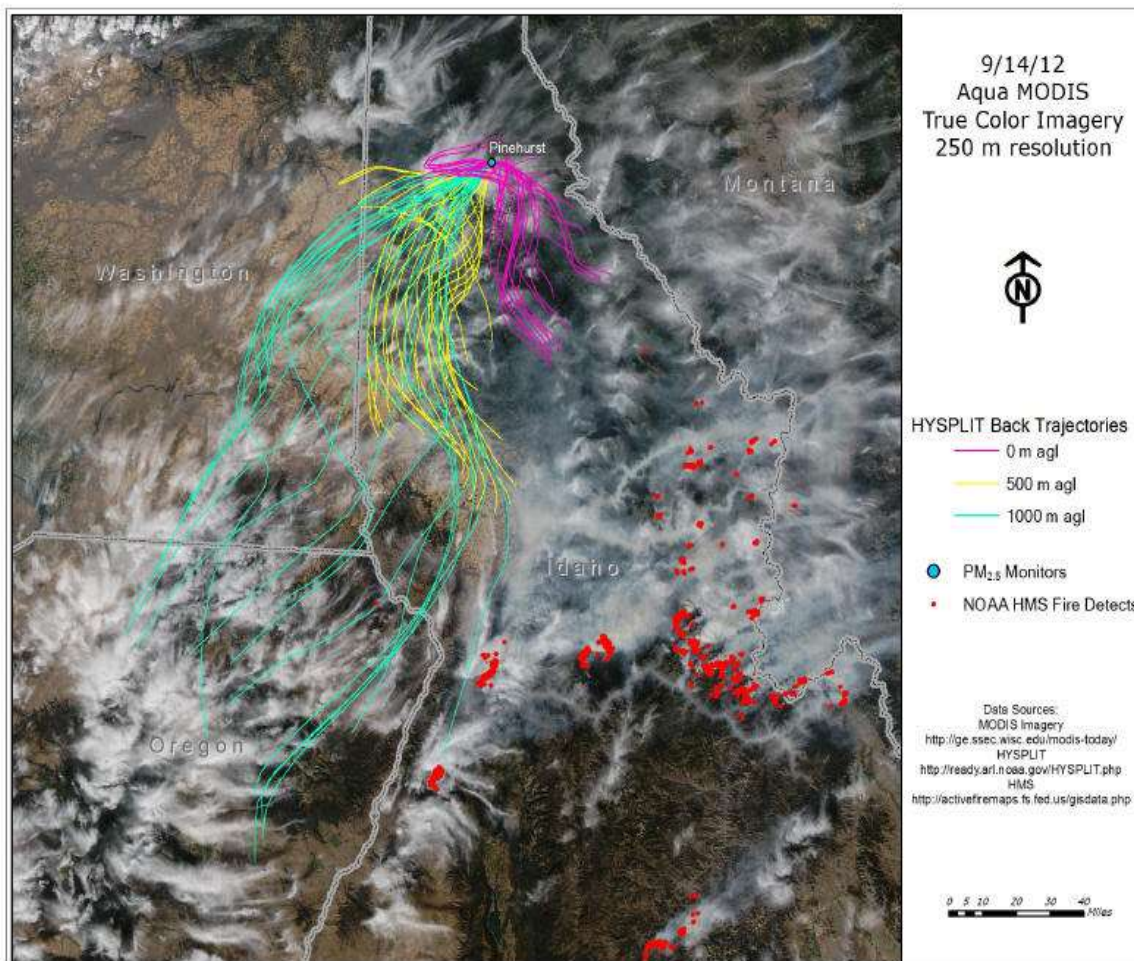 9/14/12
Aqua MODIS
True Color Imagery
250 m resolution
Pinehurst
Montana
Washington
N
HYSPLIT Back Trajectories
0 m agl
500 m agl
1000 m agl
Idaho
PM2.5 Monitors
NOAA HMS Fire Detects
Oregon
Data Sources:
MODIS Imagery
http://ge.ssec.wisc.edu/modis-today/
HYSPLIT
http://ready.arl.noaa.gov/HYSPLIT.php
HMS
http://activefiremaps.fs.fed.us/gisdata.php
0 5 10 20 30 40
Miles